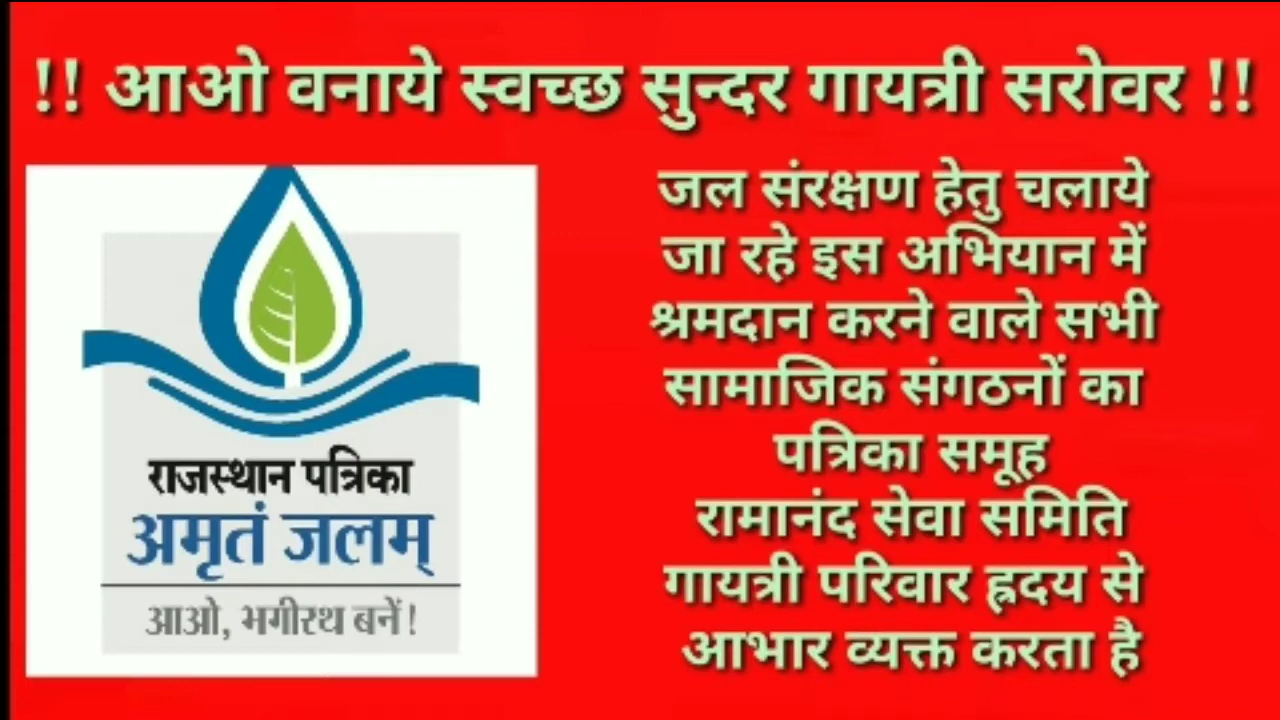 !! आओ वनाये स्वच्छ सुन्दर गायत्री सरोवर !!
राजस्थान पत्रिका
अमृतं जलम्
आओ, भगीरथ बनें!
जल संरक्षण हेतु चलाये
जा रहे इस अभियान में
श्रमदान करने वाले सभी
सामाजिक संगठनों का
पत्रिका समूह
रामानंद सेवा समिति
गायत्री परिवार ह्रदय से
आभार व्यक्त करता है